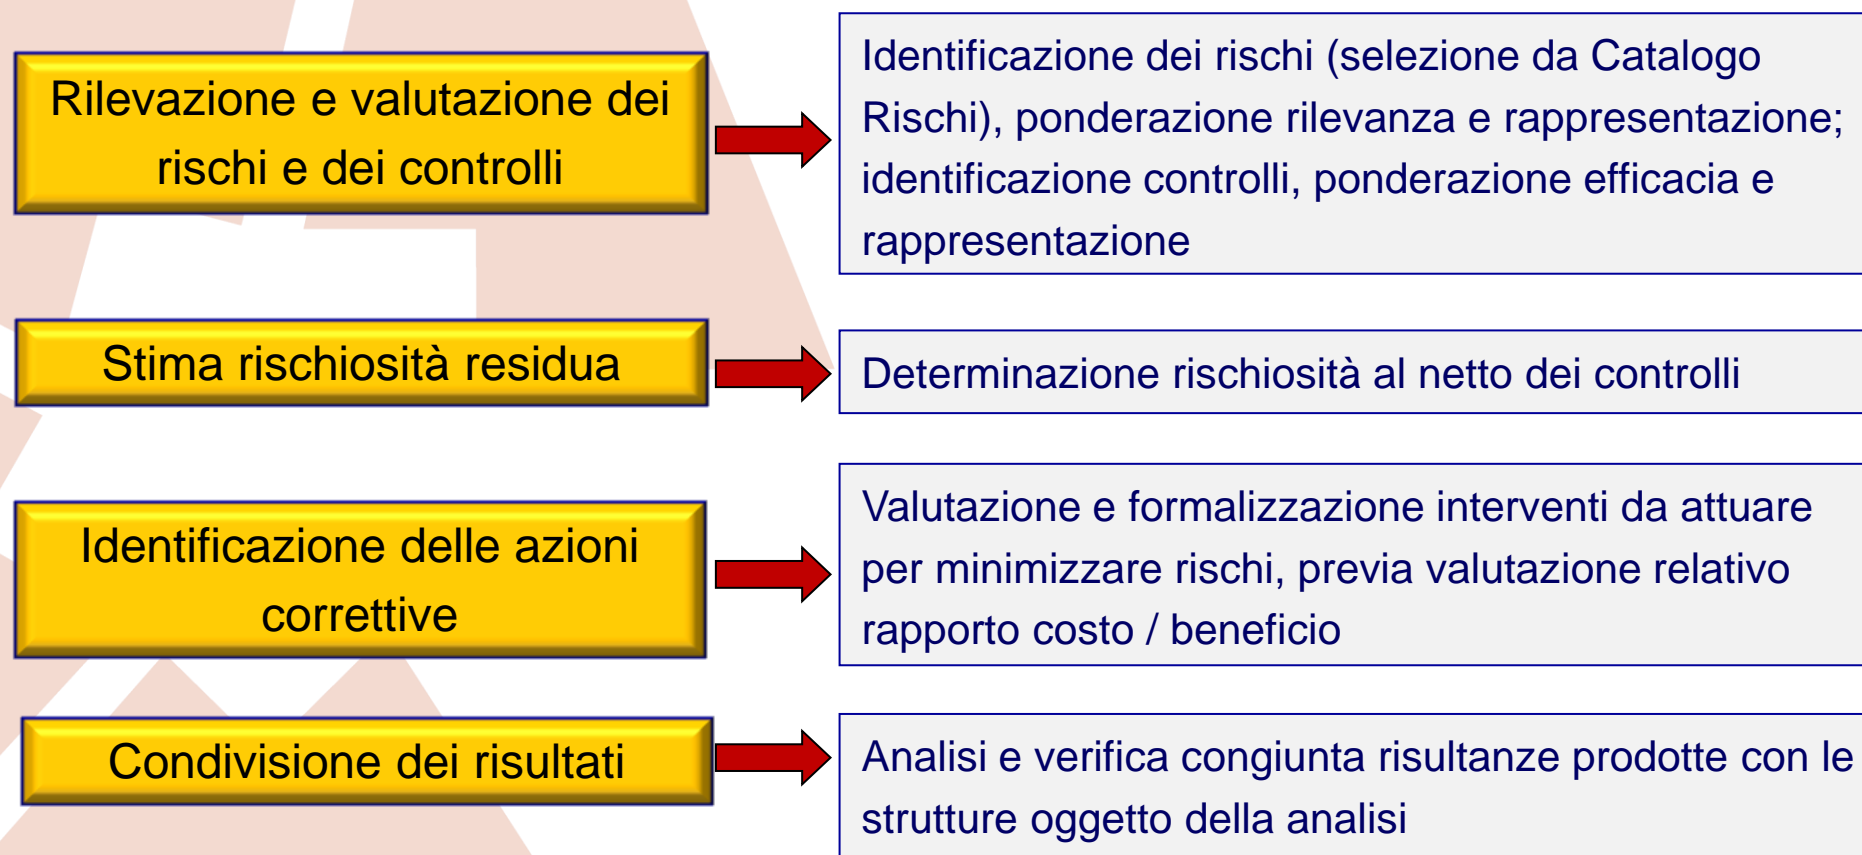 Rilevazione e valutazione dei
rischi e dei controlli
Identificazione dei rischi (selezione da Catalogo
Rischi), ponderazione rilevanza e rappresentazione;
identificazione controlli, ponderazione efficacia e
rappresentazione
Stima rischiosità residua
Determinazione rischiosità al netto dei controlli
Identificazione delle azioni
correttive
Valutazione e formalizzazione interventi da attuare
per minimizzare rischi, previa valutazione relativo
rapporto costo / beneficio
Condivisione dei risultati
Analisi e verifica congiunta risultanze prodotte con le
strutture oggetto della analisi